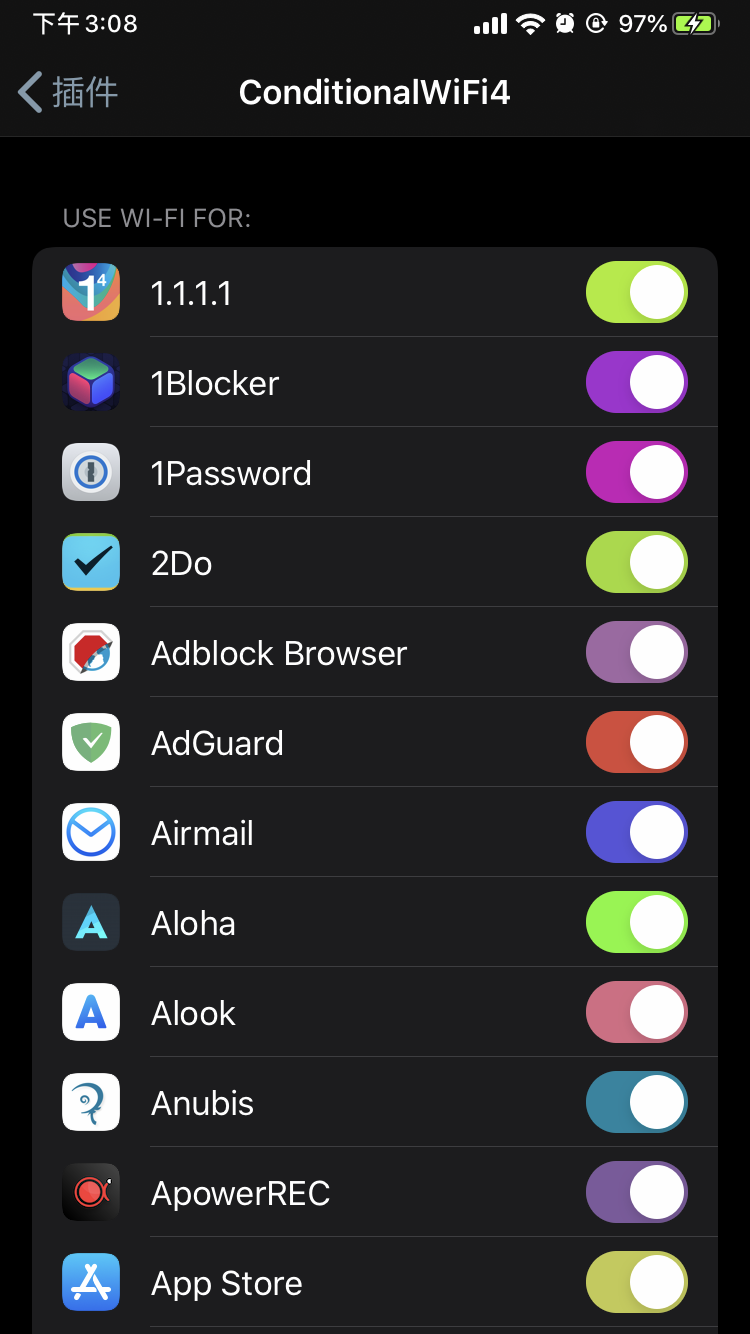 下午3:08
97%
插件
ConditionalWiFi4
USE WI-FI FOR:
1.1.1.1
1Blocker
1Password
2Do
Adblock Browser
AdGuard
Airmail
Aloha
Alook
Anubis
ApowerREC
App Store